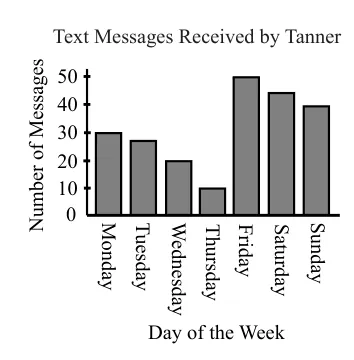 Text Messages Received by Tanner
Number of Messages
50
40
30
20
10
0
Monday
Tuesday
Wednesday
Thursday
Friday
Saturday
Sunday
Day of the Week